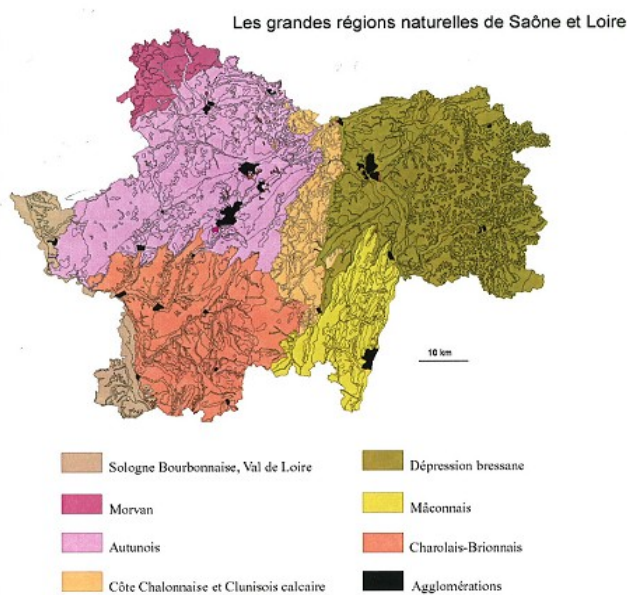 Les grandes régions naturelles de Saône et Loire
10 km
Sologne Bourbonnaise, Val de Loire
Morvan
Autunois
Côte Chalonnaise et Clunisois calcaire
Dépression bressane
Mâconnais
Charolais-Brionnais
Agglomérations